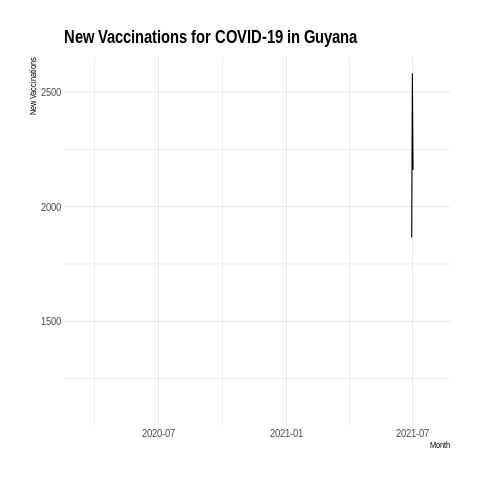 New Vaccinations for COVID-19 in Guyana
New Vaccinations
2500
2000
1500
2020-07
2021-01
2021-07
Month